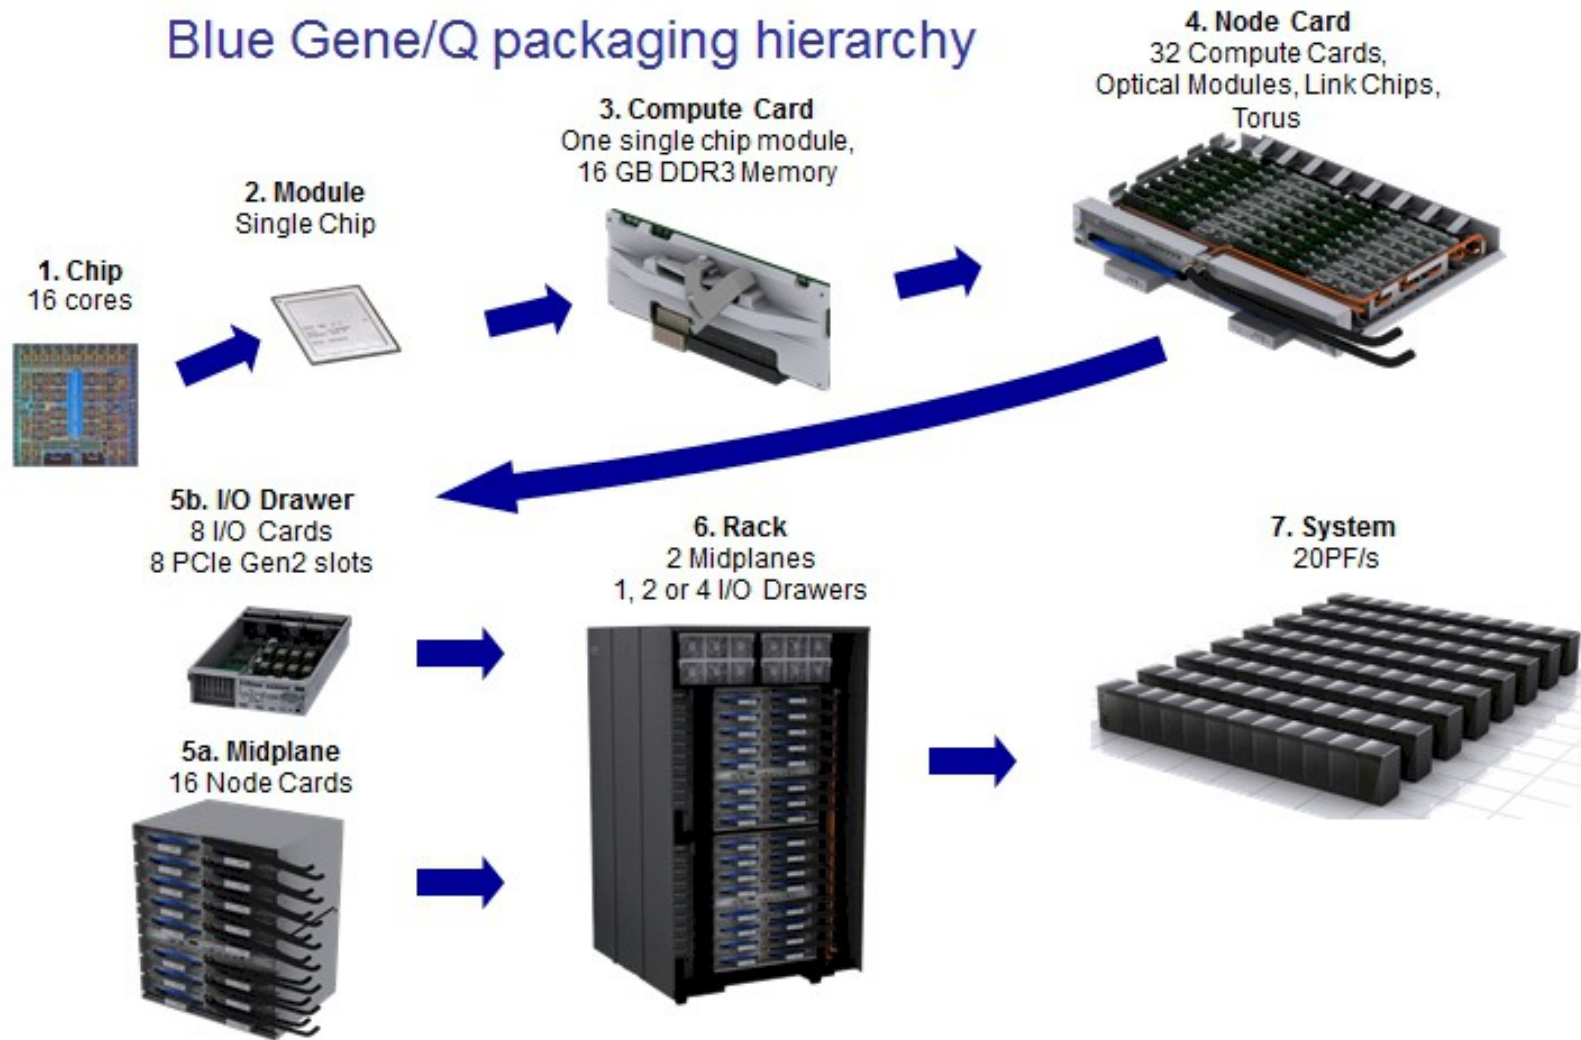 Blue Gene/Q packaging hierarchy
1. Chip
16 cores
2. Module
Single Chip
3. Compute Card
One single chip module,
16 GB DDR3 Memory
4. Node Card
32 Compute Cards,
Optical Modules, Link Chips,
Torus
5b. I/O Drawer
8 I/O Cards
8 PCIe Gen2 slots
5a. Midplane
16 Node Cards
6. Rack
2 Midplanes
1, 2 or 4 I/O Drawers
7. System
20PF/s